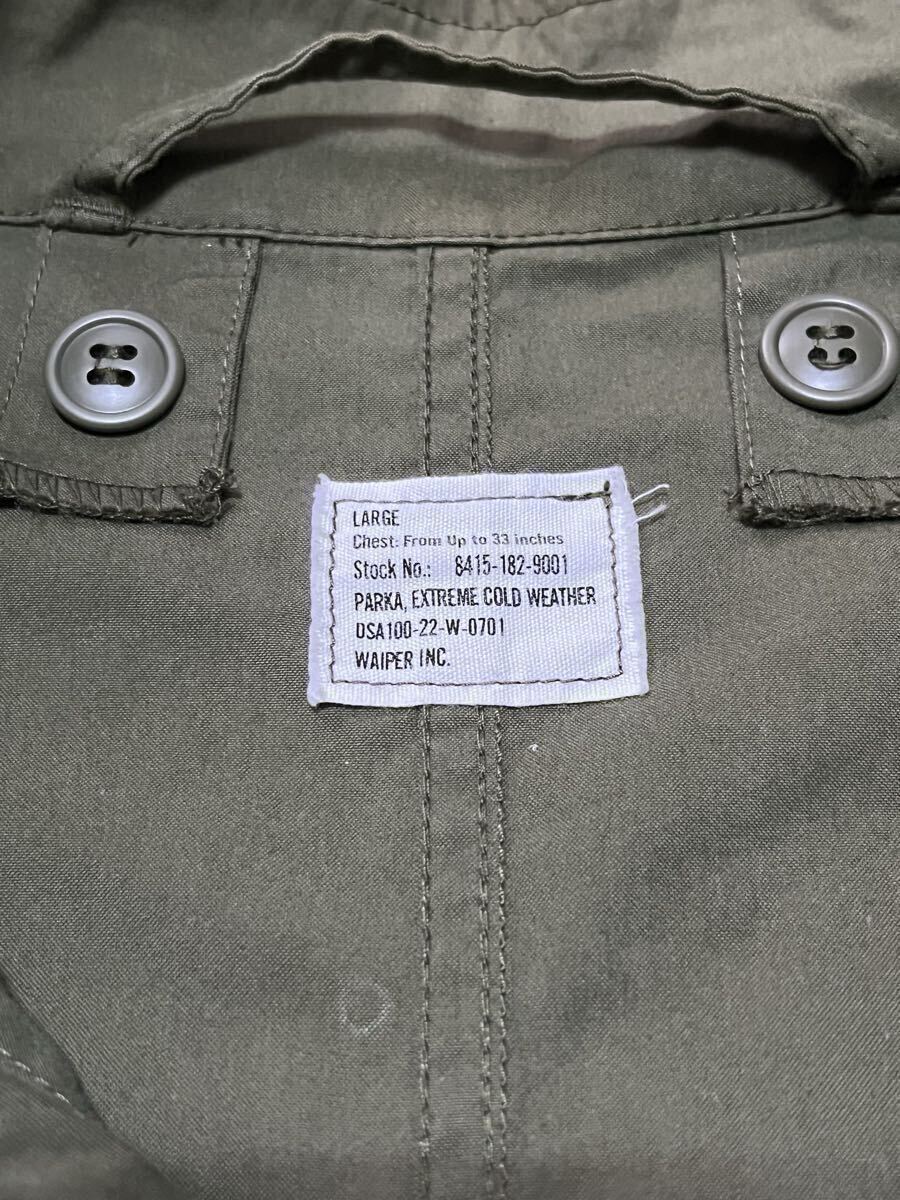 LARGE
Chest: From Up to 33 inches
Stock No.: 8415-182-9001
PARKA, EXTREME COLD WEATHER
DSA100-22-W-0701
WAIPER INC.